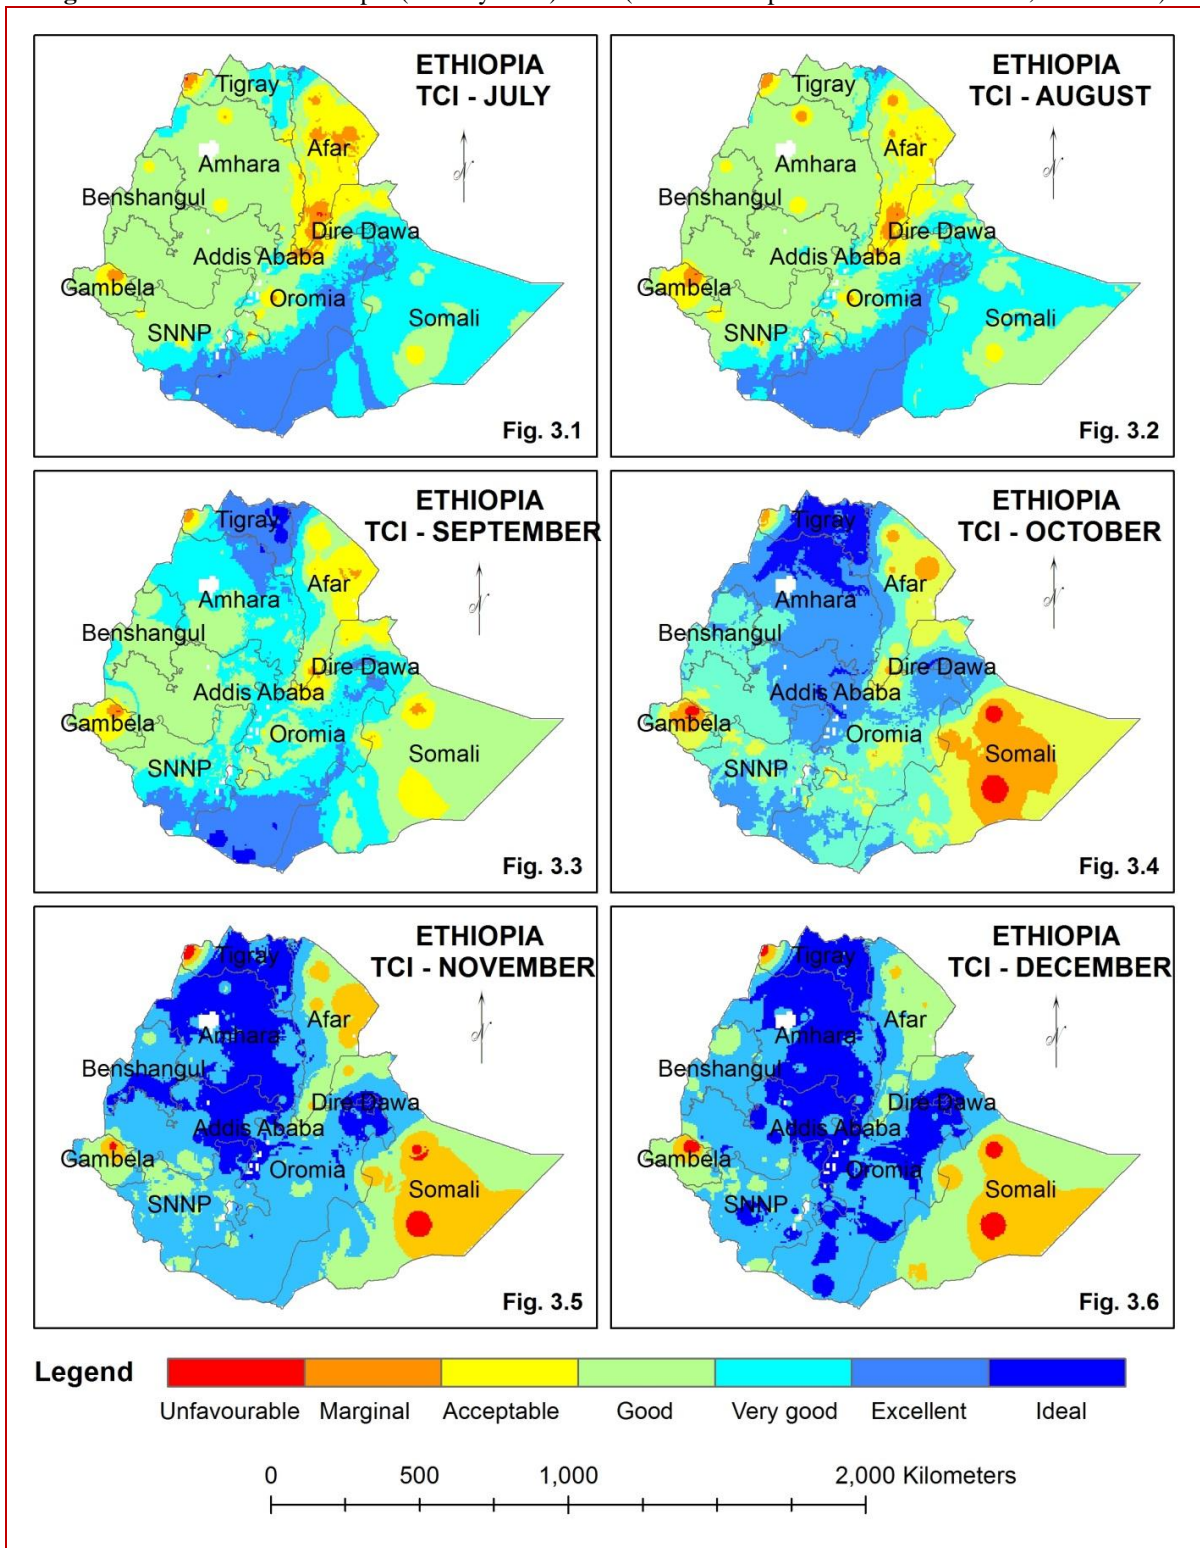 ETHIOPIA
TCI - JULY
Tigray
Afar
Amhara
Benshangul
Dire Dawa
Addis Ababa
Gambela
Oromia
Somali
SNNP
Fig. 3.1
ETHIOPIA
TCI - AUGUST
Tigray
Afar
Amhara
Benshangul
Dire Dawa
Addis Ababa
Gambela
Oromia
Somali
SNNP
Fig. 3.2
ETHIOPIA
TCI - SEPTEMBER
Tigray
Afar
Amhara
Benshangul
Dire Dawa
Addis Ababa
Gambela
Oromia
Somali
SNNP
Fig. 3.3
ETHIOPIA
TCI - OCTOBER
Tigray
Afar
Amhara
Benshangul
Dire Dawa
Addis Ababa
Gambela
Oromia
Somali
SNNP
Fig. 3.4
ETHIOPIA
TCI - NOVEMBER
Tigray
Afar
Amhara
Benshangul
Dire Dawa
Addis Ababa
Gambela
Oromia
Somali
SNNP
Fig. 3.5
ETHIOPIA
TCI - DECEMBER
Tigray
Afar
Amhara
Benshangul
Dire Dawa
Addis Ababa
Gambela
Oromia
Somali
SNNP
Fig. 3.6
Legend
Unfavourable Marginal Acceptable Good Very good Excellent Ideal
0 500 1,000 2,000 Kilometers